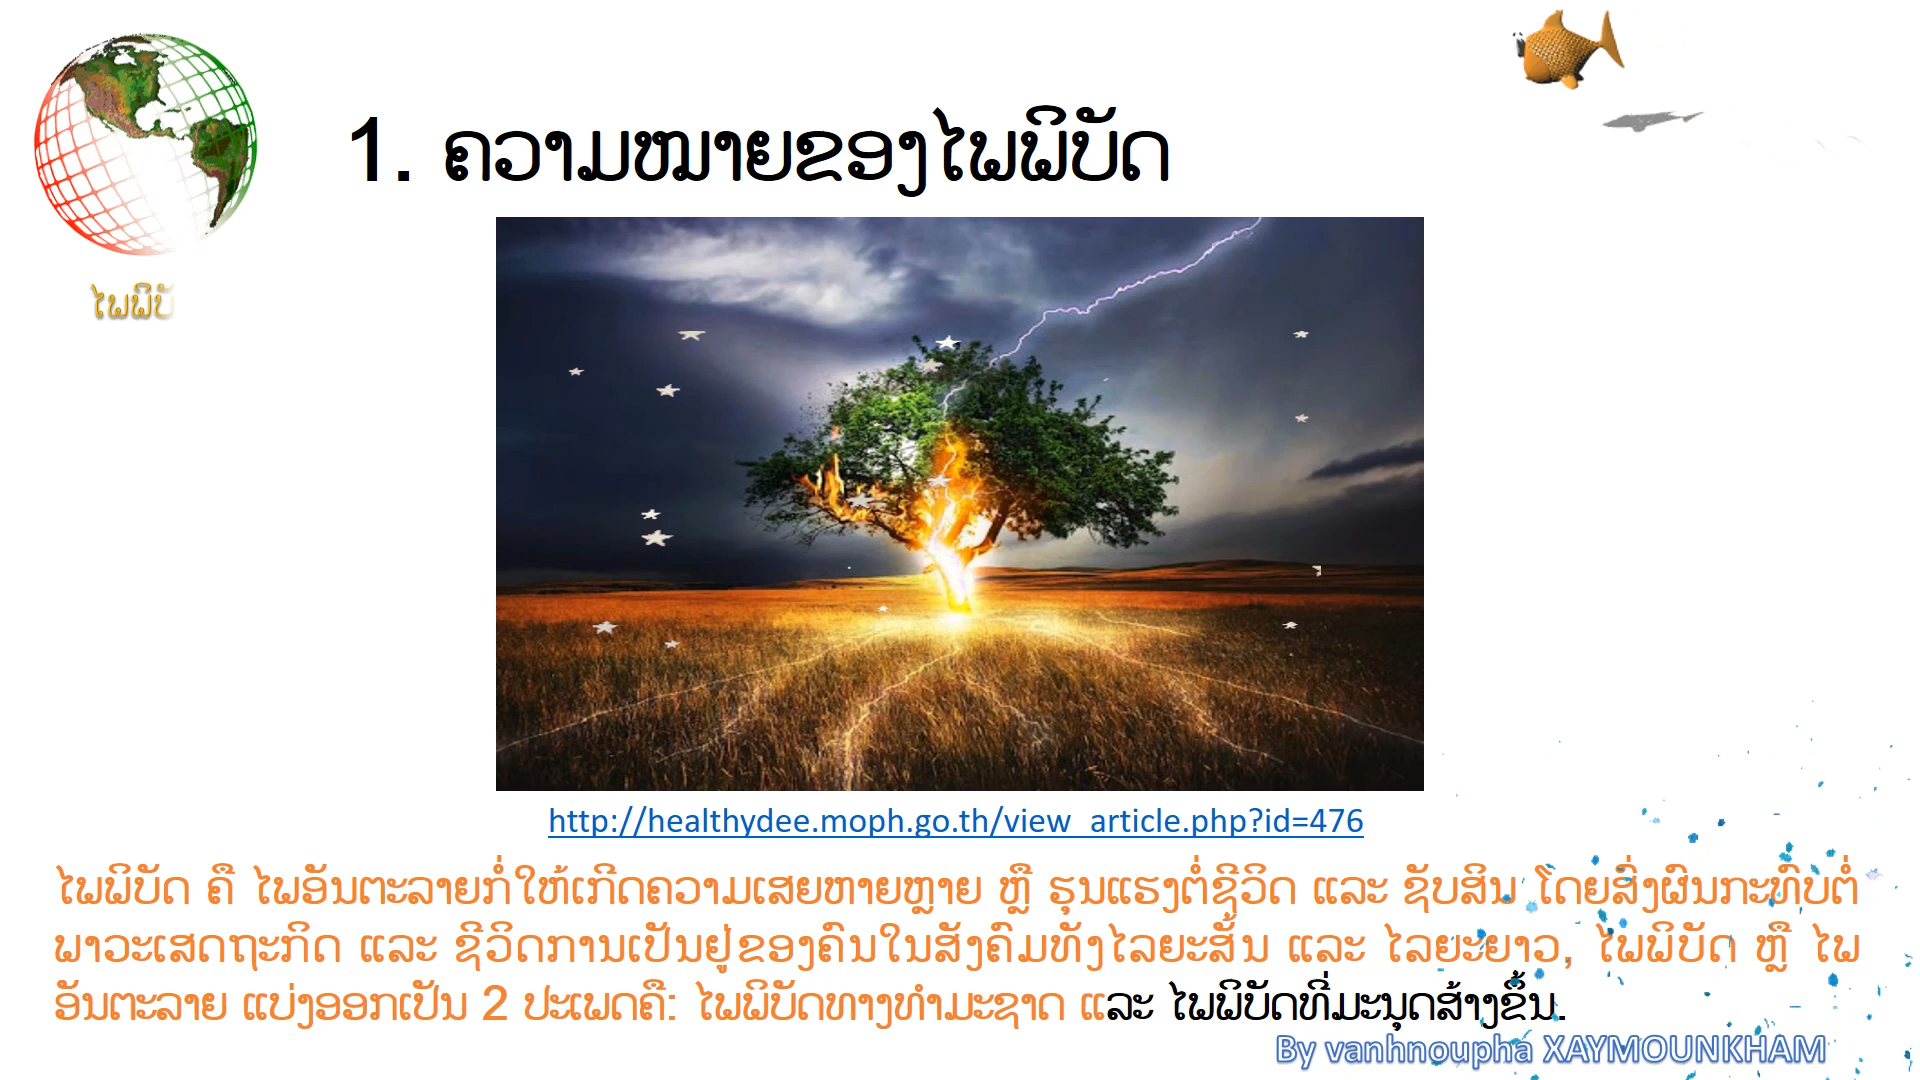 1. ຄວາມໝາຍຂອງໄພພິບັດ
ໄພພິບັ
http://healthydee.moph.go.th/view_article.php?id=476
ໄພພິບັດ ຄື ໄພອັນຕະລາຍກໍ່ໃຫ້ເກີດຄວາມເສຍຫາຍຫຼາຍ ຫຼື ຮຸນແຮງຕໍ່ຊີວິດ ແລະ ຊັບສິນ ໂດຍສົ່ງຜົນກະທົບຕໍ່
ພາວະເສດຖະກິດ ແລະ ຊີວິດການເປັນຢູ່ຂອງຄົນໃນສັງຄົມທັງໄລຍະສັ້ນ ແລະ ໄລຍະຍາວ, ໄພພິບັດ ຫຼື ໄພ
ອັນຕະລາຍ ແບ່ງອອກເປັນ 2 ປະເພດຄື: ໄພພິບັດທາງທຳມະຊາດ ແລະ ໄພພິບັດທີ່ມະນຸດສ້າງຂຶ້ນ.
By vanhnoupha XAYMOUNKHAM